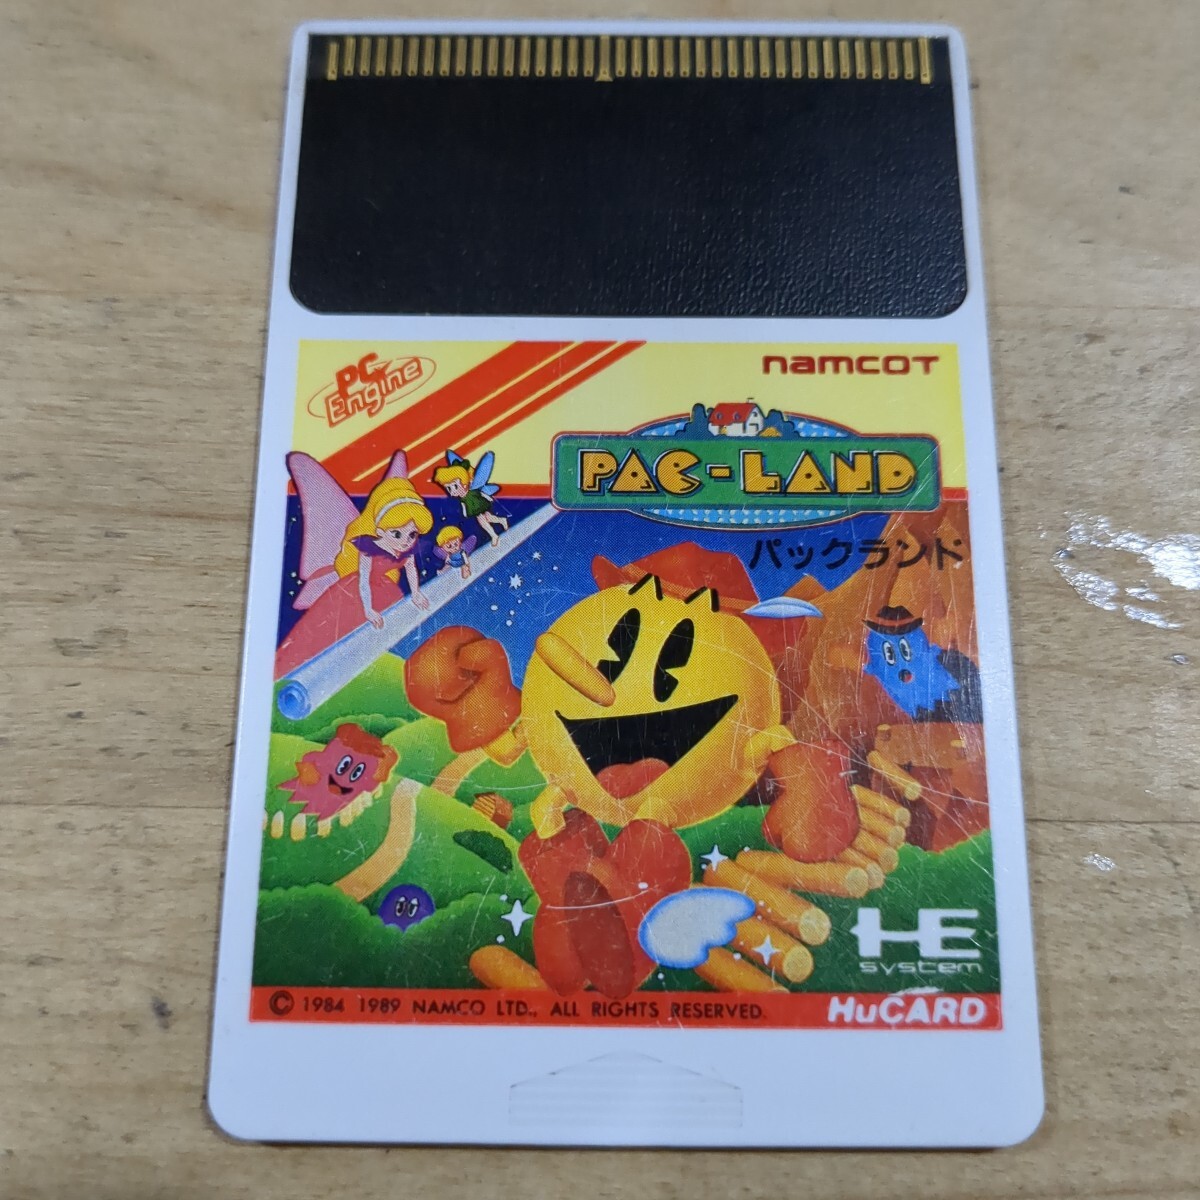 PC Engine
namcot
PAC-LAND
パックランド
HE
system
© 1984 1989 NAMCO LTD., ALL RIGHTS RESERVED.
HuCARD